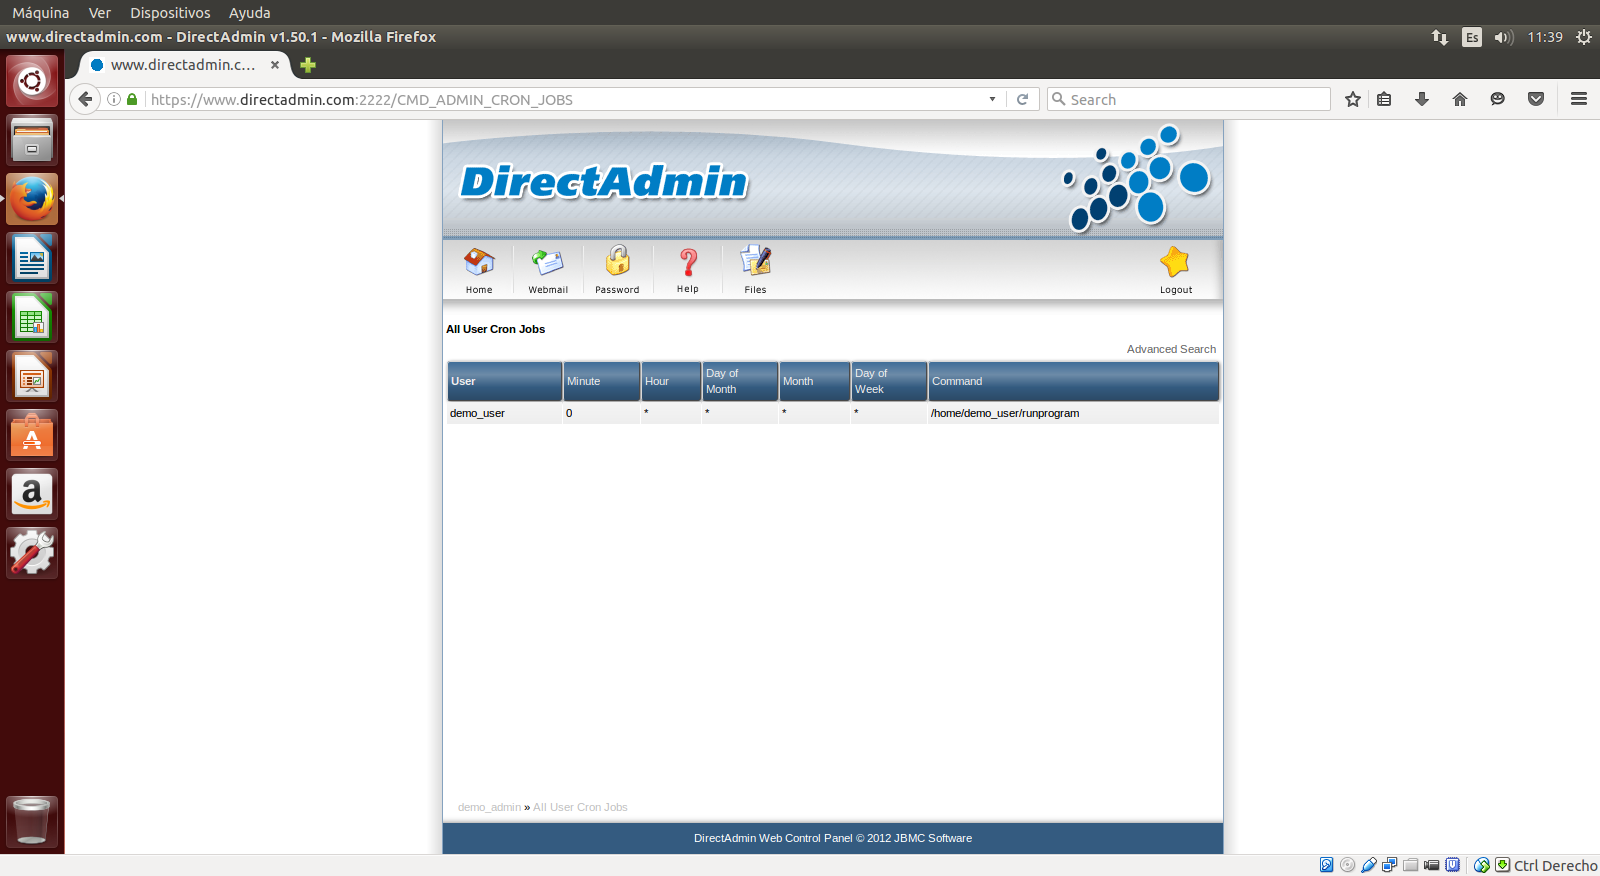 Máquina Ver Dispositivos Ayuda
www.directadmin.com - DirectAdmin v1.50.1 - Mozilla Firefox
Es 11:39
www.directadmin.c...
https://www.directadmin.com:2222/CMD_ADMIN_CRON_JOBS
Search
DirectAdmin
Home Webmail Password Help Files Logout
All User Cron Jobs
Advanced Search
User Minute Hour Day of Month Month Day of Week Command
demo_user 0 * * * * /home/demo_user/runprogram
demo_admin » All User Cron Jobs
DirectAdmin Web Control Panel © 2012 JBMC Software
Ctrl Derecho